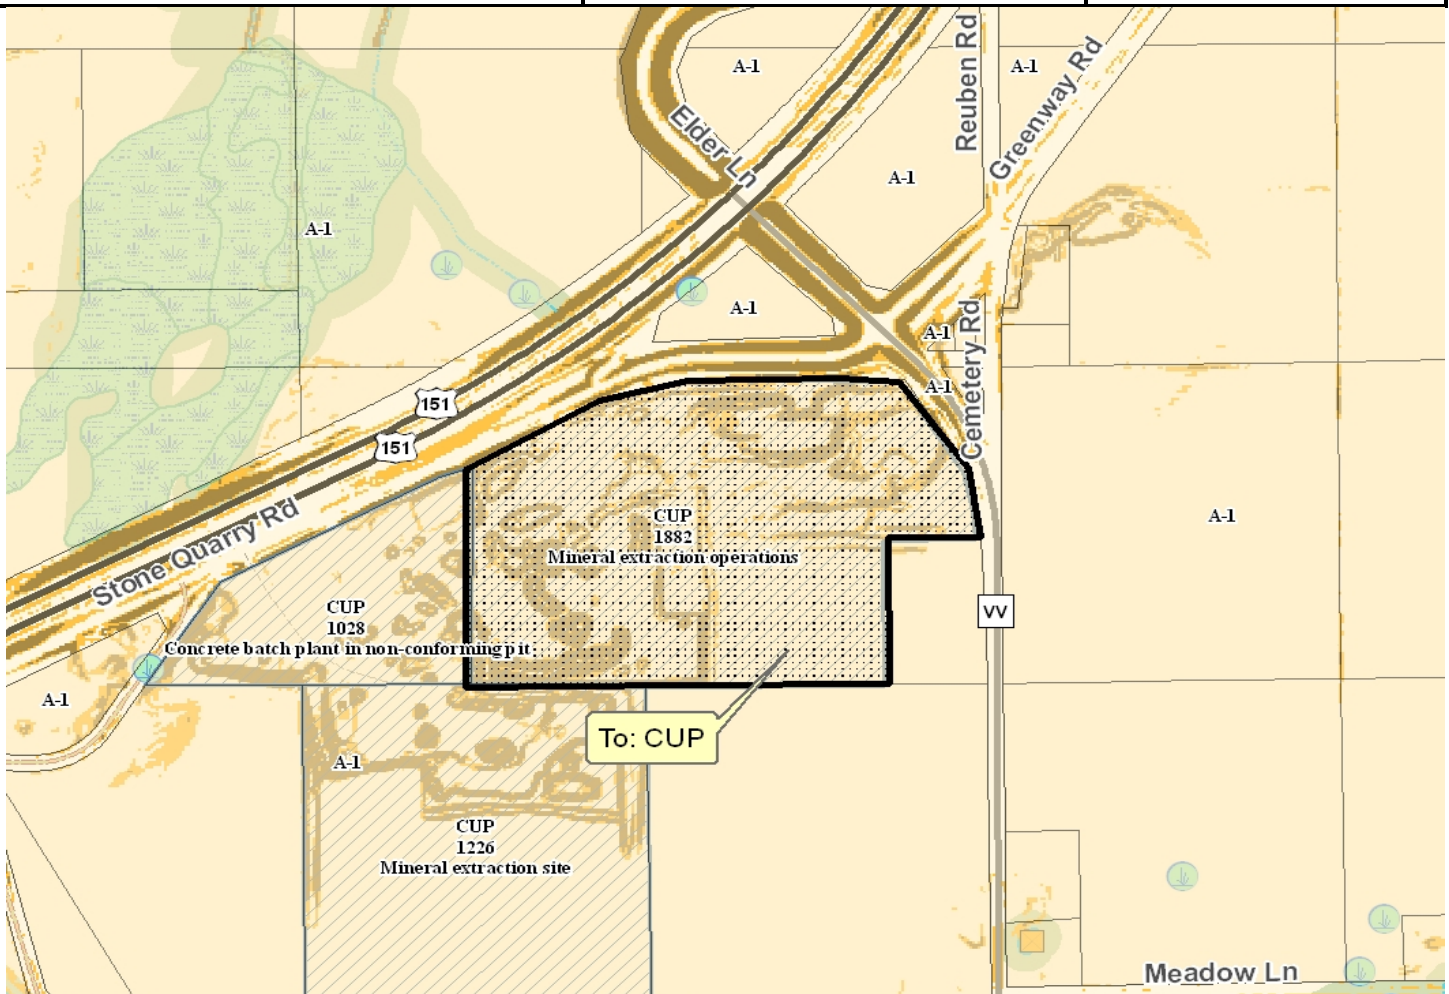 A-1
Reuben Rd
A-1
Greenway Rd
Elder Ln
A-1
A-1
A-1
A-1
Cemetery Rd
A-1
151
151
Stone Quarry Rd
CUP
1882
Mineral extraction operations
A-1
CUP
1028
Concrete batch plant in non-conforming pit
VV
A-1
To: CUP
A-1
CUP
1226
Mineral extraction site
Meadow Ln